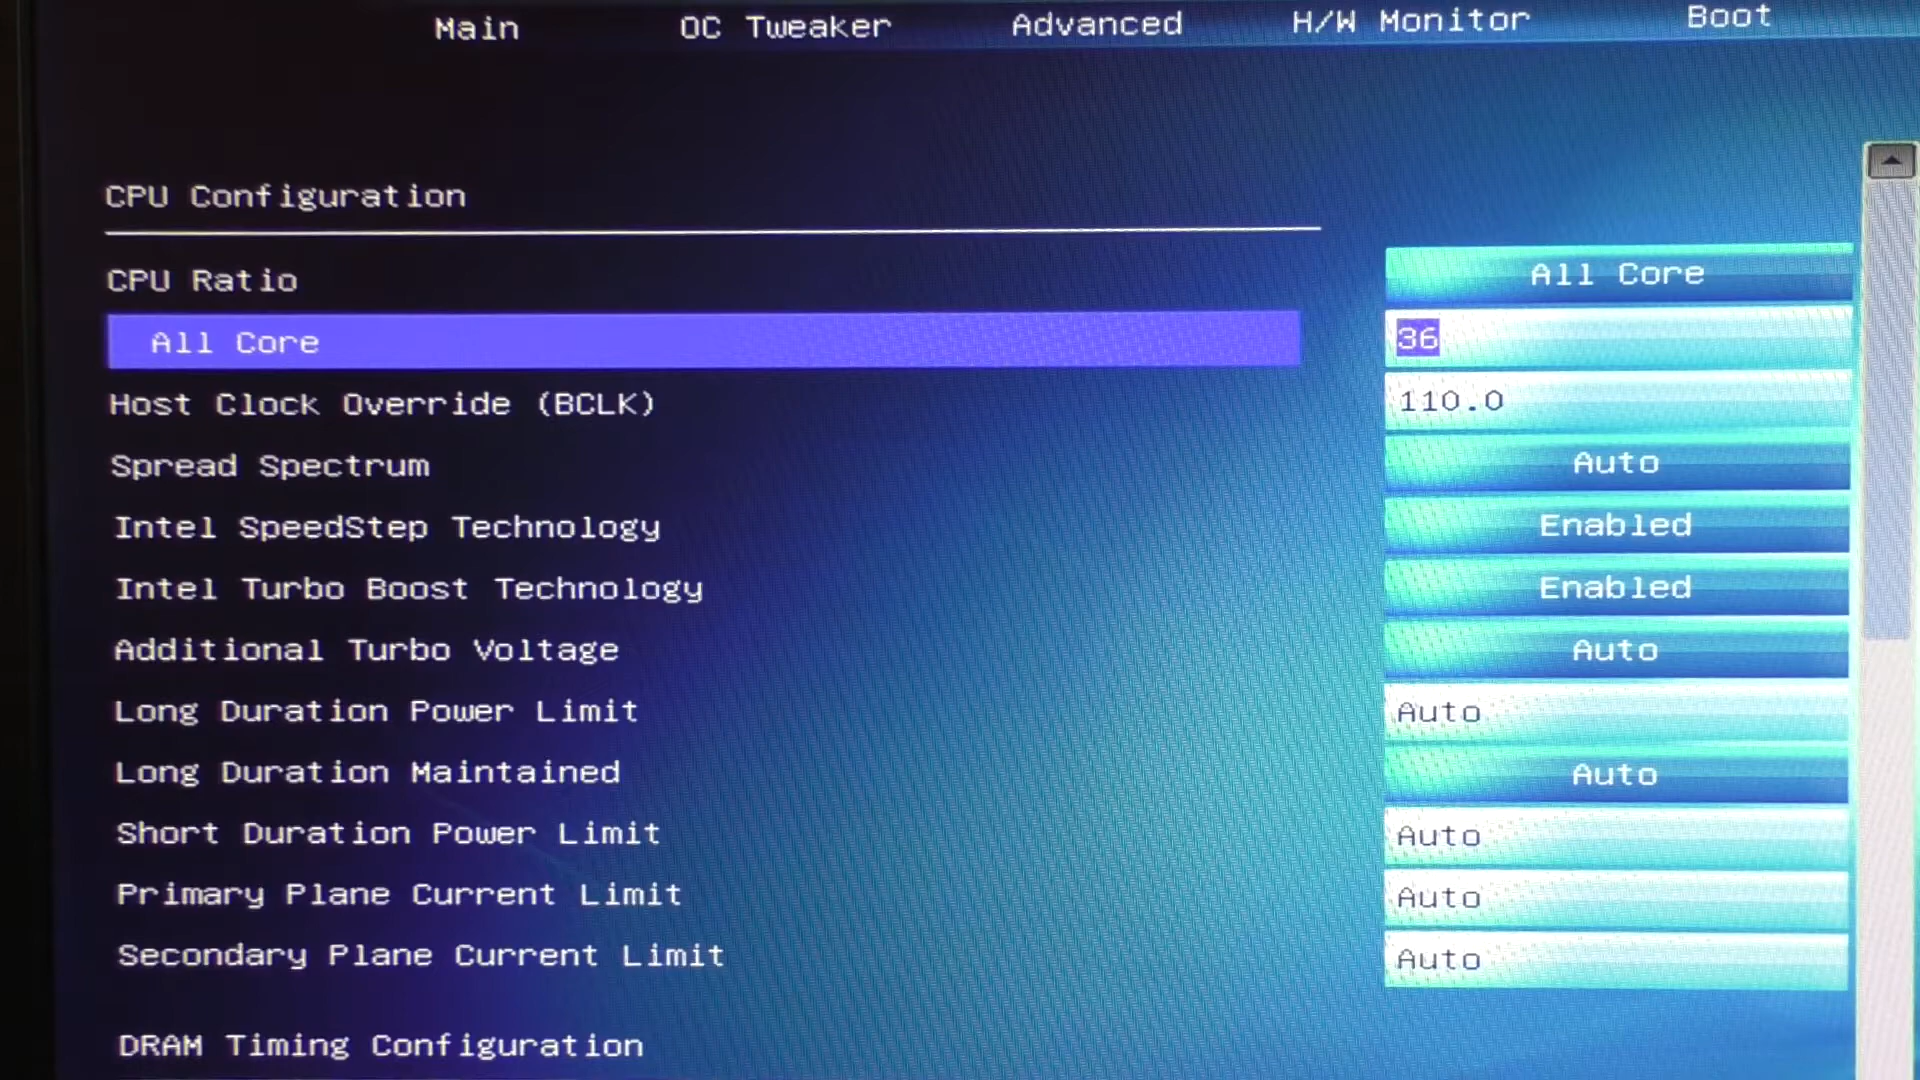 Main OC Tweaker Advanced H/W Monitor Boot
CPU Configuration
CPU Ratio All Core
All Core 36
Host Clock Override (BCLK) 110.0
Spread Spectrum Auto
Intel SpeedStep Technology Enabled
Intel Turbo Boost Technology Enabled
Additional Turbo Voltage Auto
Long Duration Power Limit Auto
Long Duration Maintained Auto
Short Duration Power Limit Auto
Primary Plane Current Limit Auto
Secondary Plane Current Limit Auto
DRAM Timing Configuration